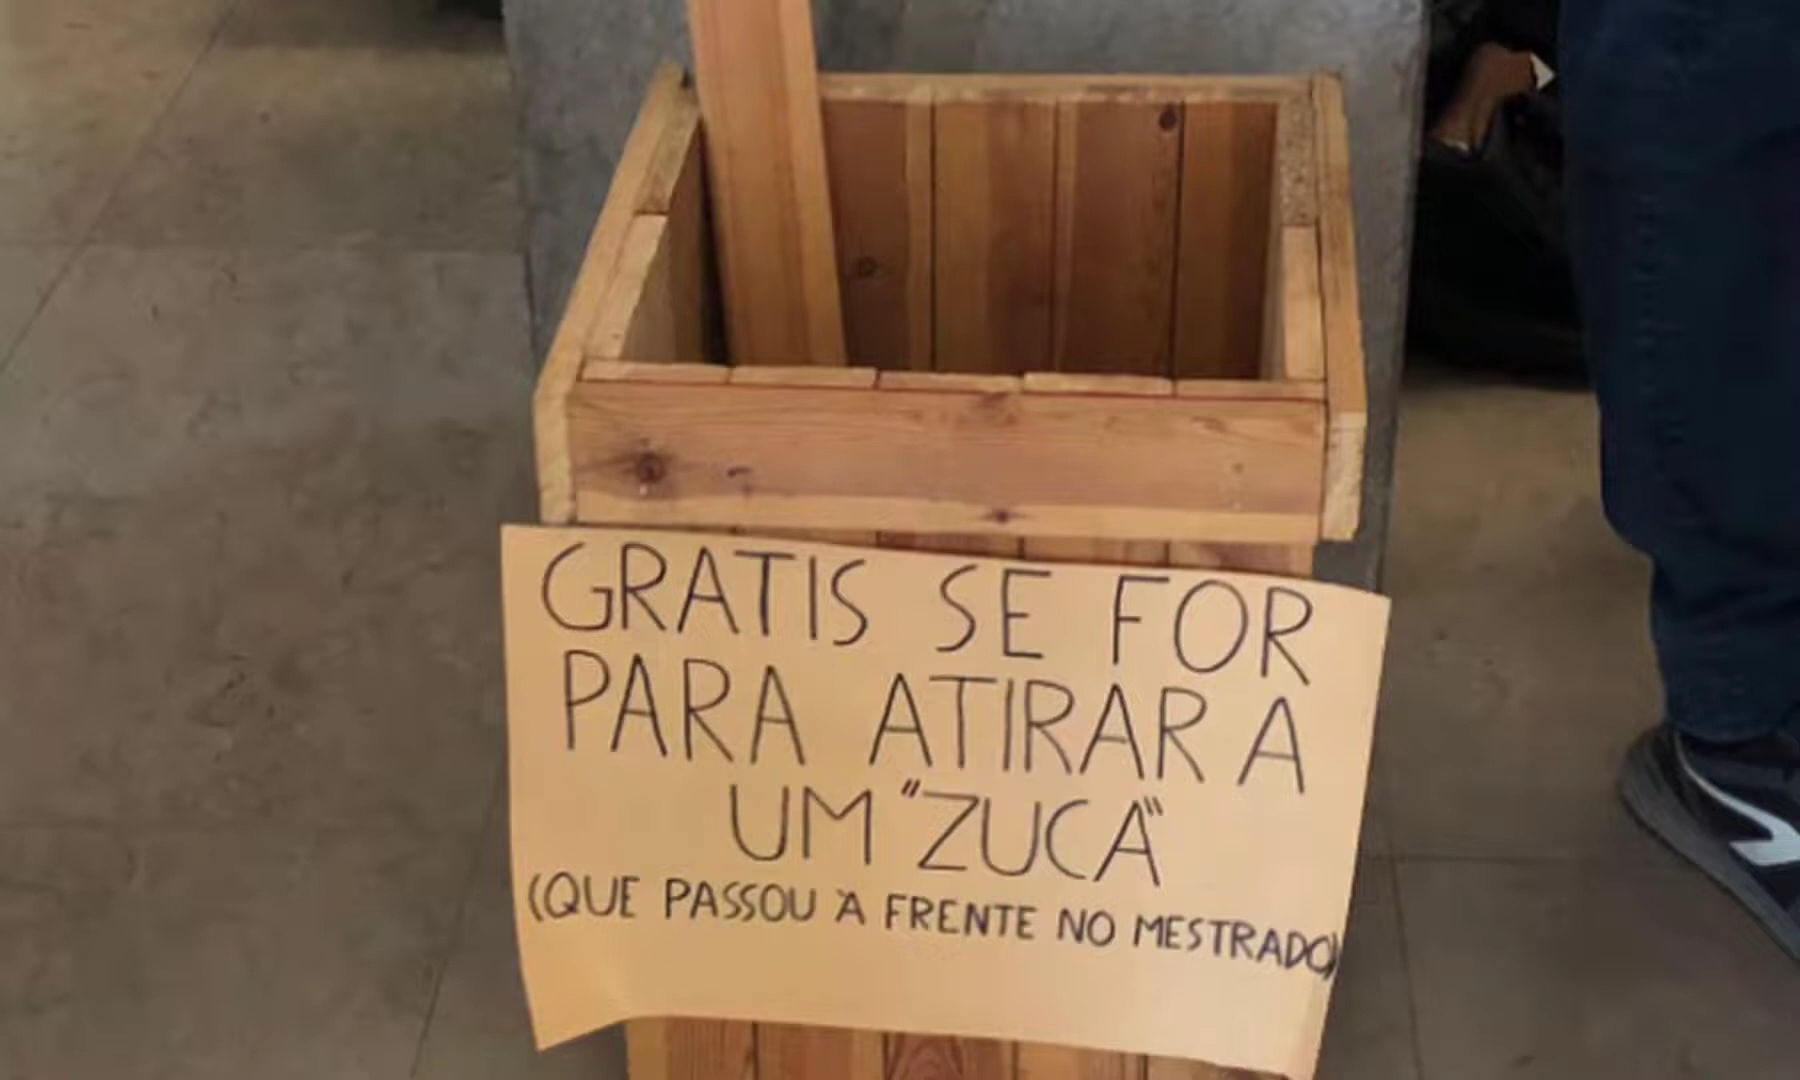 GRATIS SE FOR
PARA ATIRAR A
UM "ZUCA"
(QUE PASSOU À FRENTE NO MESTRADO)